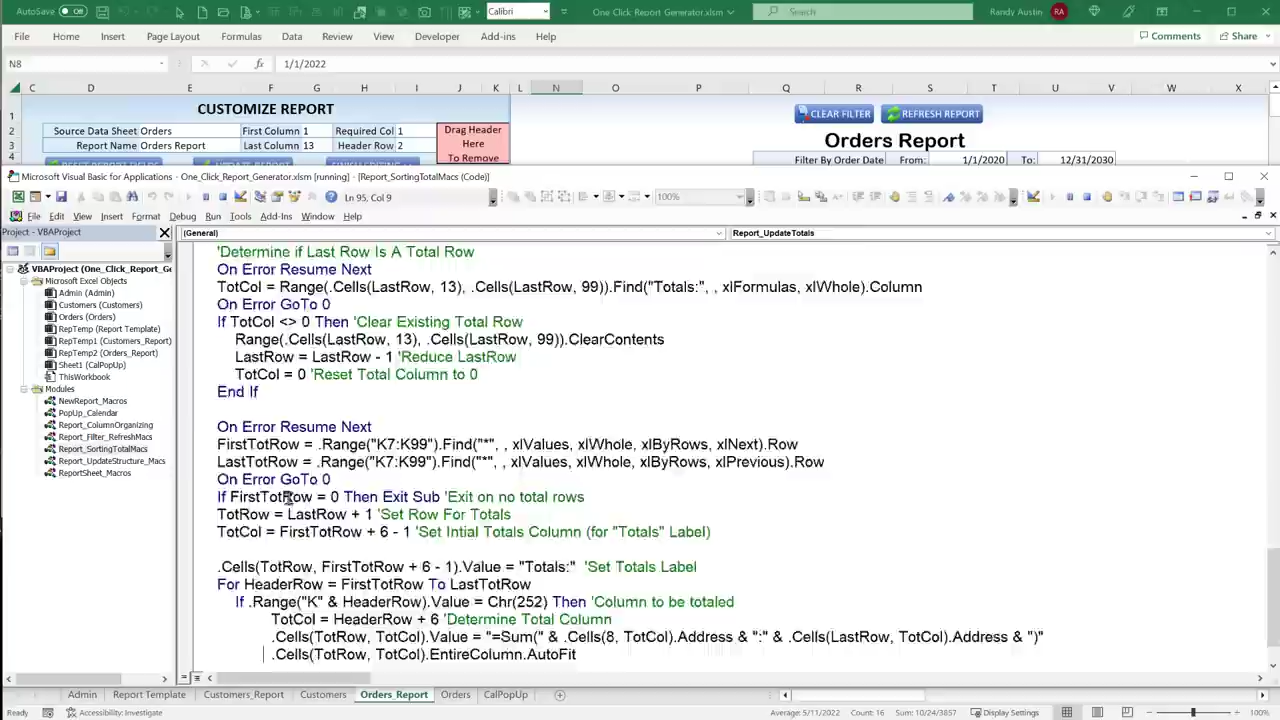 AutoSave Off Calibri One Click Report Generator.xlsm Search Randy Austin RA
File Home Insert Page Layout Formulas Data Review View Developer Add-ins Help Comments Share
N8 fx 1/1/2022
C D E F G H I J K L N O P Q R S T U V W X
CUSTOMIZE REPORT
1 CLEAR FILTER REFRESH REPORT
2 Source Data Sheet Orders First Column 1 Required Col 1 Drag Header Here To Remove Orders Report
3 Report Name Orders Report Last Column 13 Header Row 2
4 Filter By Order Date From: 1/1/2020 To: 12/31/2030
Microsoft Visual Basic for Applications - One_Click_Report_Generator.xlsm [running] - [Report_SortingTotalMacs (Code)]
100% Ln 95, Col 9
File Edit View Insert Format Debug Run Tools Add-Ins Window Help
Project - VBAProject
(General) Report_UpdateTotals
VBAProject (One_Click_Report_Ge
Microsoft Excel Objects
Admin (Admin)
Customers (Customers)
Orders (Orders)
RepTemp (Report Template)
RepTemp1 (Customers_Report)
RepTemp2 (Orders_Report)
Sheet1 (CalPopUp)
ThisWorkbook
Modules
NewReport_Macros
PopUp_Calendar
Report_ColumnOrganizing
Report_Filter_RefreshMacs
Report_SortingTotalMacs
Report_UpdateStructure_Macs
ReportSheet_Macros
'Determine if Last Row Is A Total Row
On Error Resume Next
TotCol = Range(.Cells(LastRow, 13), .Cells(LastRow, 99)).Find("Totals:", , xlFormulas, xlWhole).Column
On Error GoTo 0
If TotCol <> 0 Then 'Clear Existing Total Row
Range(.Cells(LastRow, 13), .Cells(LastRow, 99)).ClearContents
LastRow = LastRow - 1 'Reduce LastRow
TotCol = 0 'Reset Total Column to 0
End If
On Error Resume Next
FirstTotRow = .Range("K7:K99").Find("*", , xlValues, xlWhole, xlByRows, xlNext).Row
LastTotRow = .Range("K7:K99").Find("*", , xlValues, xlWhole, xlByRows, xlPrevious).Row
On Error GoTo 0
If FirstTotRow = 0 Then Exit Sub 'Exit on no total rows
TotRow = LastRow + 1 'Set Row For Totals
TotCol = FirstTotRow + 6 - 1 'Set Intial Totals Column (for "Totals" Label)
.Cells(TotRow, FirstTotRow + 6 - 1).Value = "Totals:" 'Set Totals Label
For HeaderRow = FirstTotRow To LastTotRow
If .Range("K" & HeaderRow).Value = Chr(252) Then 'Column to be totaled
TotCol = HeaderRow + 6 'Determine Total Column
.Cells(TotRow, TotCol).Value = "=Sum(" & .Cells(8, TotCol).Address & ":" & .Cells(LastRow, TotCol).Address & ")"
.Cells(TotRow, TotCol).EntireColumn.AutoFit
Admin Report Template Customers_Report Customers Orders_Report Orders CalPopUp
Ready Accessibility: Investigate Average: 5/11/2022 Count: 16 Sum: 10/24/3857 Display Settings 100%